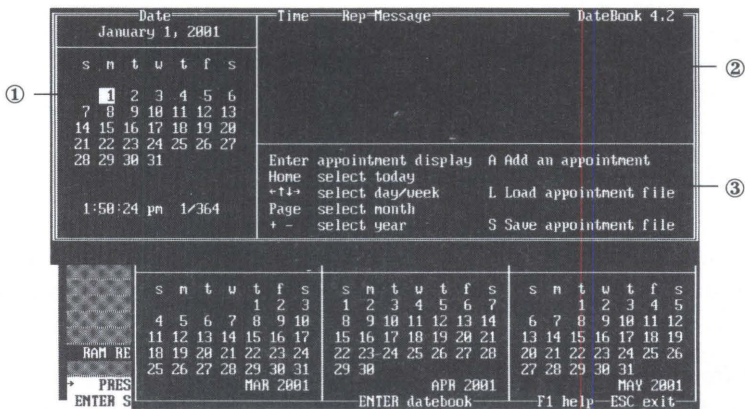 Date Time Rep Message DateBook 4.2
January 1, 2001
s m t w t f s
1 2 3 4 5 6
7 8 9 10 11 12 13
14 15 16 17 18 19 20
21 22 23 24 25 26 27
28 29 30 31
1:50:24 pm 1/364
①
②
Enter appointment display A Add an appointment
Home select today
←↑↓→ select day/week L Load appointment file
Page select month
+ - select year S Save appointment file
③
RAM RE
PRES
ENTER S
s m t w t f s
1 2 3
4 5 6 7 8 9 10
11 12 13 14 15 16 17
18 19 20 21 22 23 24
25 26 27 28 29 30 31
MAR 2001
s m t w t f s
1 2 3 4 5 6 7
8 9 10 11 12 13 14
15 16 17 18 19 20 21
22 23 24 25 26 27 28
29 30
APR 2001
s m t w t f s
1 2 3 4 5
6 7 8 9 10 11 12
13 14 15 16 17 18 19
20 21 22 23 24 25 26
27 28 29 30 31
MAY 2001
ENTER datebook F1 help ESC exit